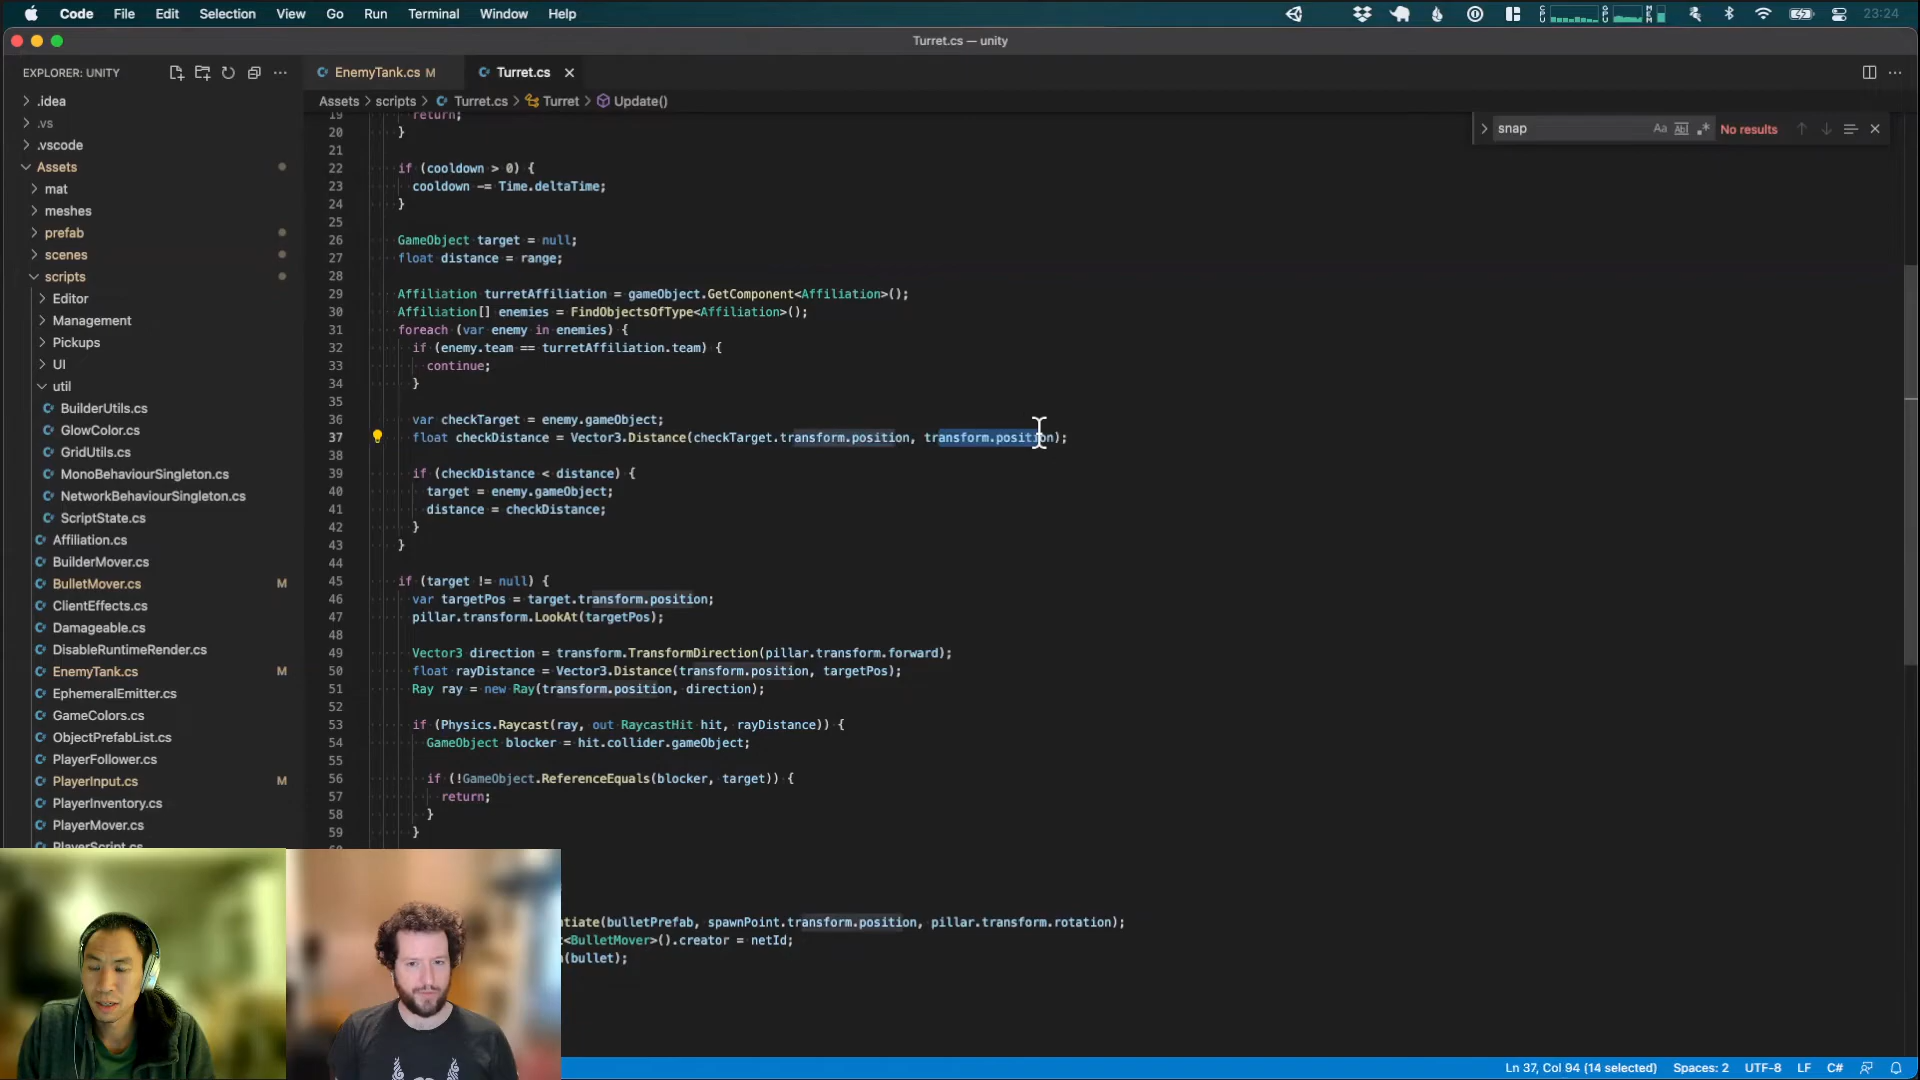 Code File Edit Selection View Go Run Terminal Window Help 23:24
Turret.cs — unity
EXPLORER: UNITY
EnemyTank.cs M
Turret.cs
Assets > scripts > Turret.cs > Turret > Update()
snap
No results
.idea
.vs
.vscode
Assets
mat
meshes
prefab
scenes
scripts
Editor
Management
Pickups
UI
util
BuilderUtils.cs
GlowColor.cs
GridUtils.cs
MonoBehaviourSingleton.cs
NetworkBehaviourSingleton.cs
ScriptState.cs
Affiliation.cs
BuilderMover.cs
BulletMover.cs M
ClientEffects.cs
Damageable.cs
DisableRuntimeRender.cs
EnemyTank.cs M
EphemeralEmitter.cs
GameColors.cs
ObjectPrefabList.cs
PlayerFollower.cs
PlayerInput.cs M
PlayerInventory.cs
PlayerMover.cs
PlayerScript.cs
19 return;
20 }
21
22 if (cooldown > 0) {
23 cooldown -= Time.deltaTime;
24 }
25
26 GameObject target = null;
27 float distance = range;
28
29 Affiliation turretAffiliation = gameObject.GetComponent<Affiliation>();
30 Affiliation[] enemies = FindObjectsOfType<Affiliation>();
31 foreach (var enemy in enemies) {
32 if (enemy.team == turretAffiliation.team) {
33 continue;
34 }
35
36 var checkTarget = enemy.gameObject;
37 float checkDistance = Vector3.Distance(checkTarget.transform.position, transform.position);
38
39 if (checkDistance < distance) {
40 target = enemy.gameObject;
41 distance = checkDistance;
42 }
43 }
44
45 if (target != null) {
46 var targetPos = target.transform.position;
47 pillar.transform.LookAt(targetPos);
48
49 Vector3 direction = transform.TransformDirection(pillar.transform.forward);
50 float rayDistance = Vector3.Distance(transform.position, targetPos);
51 Ray ray = new Ray(transform.position, direction);
52
53 if (Physics.Raycast(ray, out RaycastHit hit, rayDistance)) {
54 GameObject blocker = hit.collider.gameObject;
55
56 if (!GameObject.ReferenceEquals(blocker, target)) {
57 return;
58 }
59 }
ntiate(bulletPrefab, spawnPoint.transform.position, pillar.transform.rotation);
<BulletMover>().creator = netId;
(bullet);
Ln 37, Col 94 (14 selected) Spaces: 2 UTF-8 LF C#